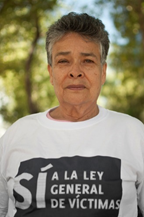 SÍ A LA LEY
GENERAL
DE VÍCTIMAS